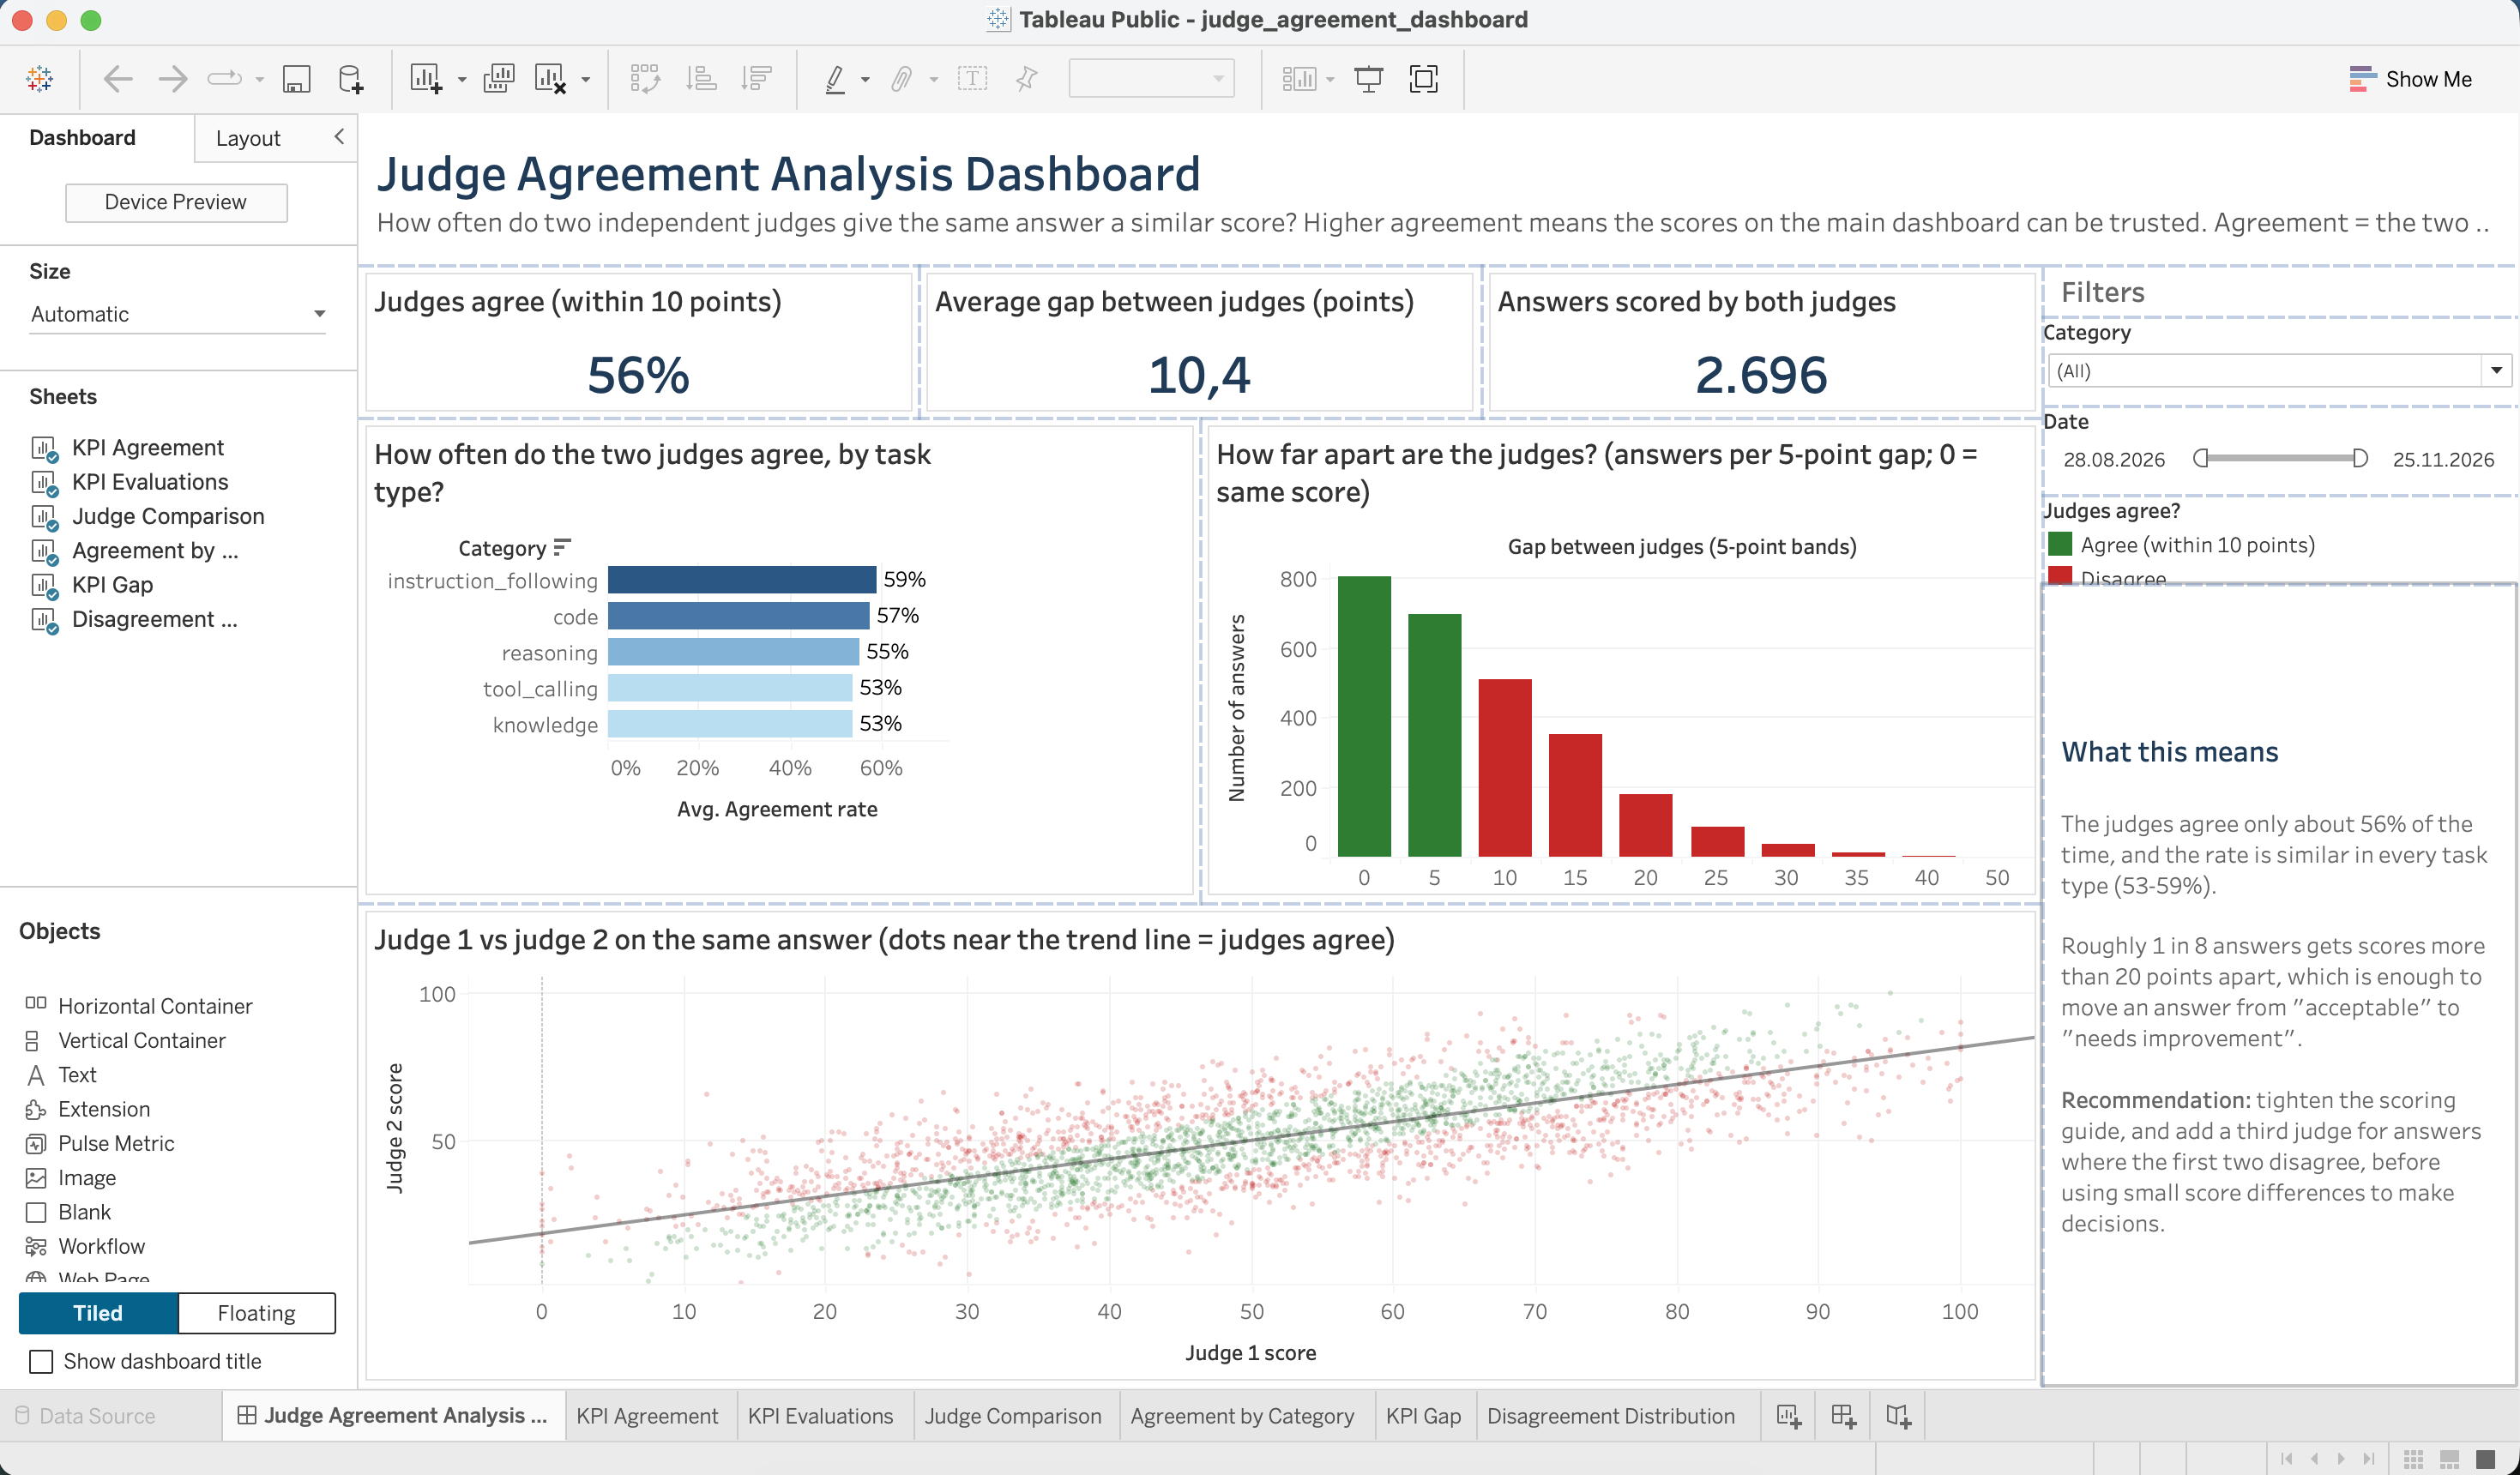 Tableau Public - judge_agreement_dashboard
Show Me
Dashboard
Layout
Device Preview
Size
Automatic
Sheets
KPI Agreement
KPI Evaluations
Judge Comparison
Agreement by ...
KPI Gap
Disagreement ...
Objects
Horizontal Container
Vertical Container
Text
Extension
Pulse Metric
Image
Blank
Workflow
Web Page
Tiled
Floating
Show dashboard title
Judge Agreement Analysis Dashboard
How often do two independent judges give the same answer a similar score? Higher agreement means the scores on the main dashboard can be trusted. Agreement = the two ..
Judges agree (within 10 points)
56%
Average gap between judges (points)
10,4
Answers scored by both judges
2.696
How often do the two judges agree, by task
type?
Category
instruction_following 59%
code 57%
reasoning 55%
tool_calling 53%
knowledge 53%
0% 20% 40% 60%
Avg. Agreement rate
How far apart are the judges? (answers per 5-point gap; 0 =
same score)
Gap between judges (5-point bands)
Number of answers
800
600
400
200
0
0 5 10 15 20 25 30 35 40 50
Judge 1 vs judge 2 on the same answer (dots near the trend line = judges agree)
Judge 2 score
100
50
0 10 20 30 40 50 60 70 80 90 100
Judge 1 score
Filters
Category
(All)
Date
28.08.2026 25.11.2026
Judges agree?
Agree (within 10 points)
Disagree
What this means
The judges agree only about 56% of the
time, and the rate is similar in every task
type (53-59%).
Roughly 1 in 8 answers gets scores more
than 20 points apart, which is enough to
move an answer from "acceptable" to
"needs improvement".
Recommendation: tighten the scoring
guide, and add a third judge for answers
where the first two disagree, before
using small score differences to make
decisions.
Data Source
Judge Agreement Analysis ...
KPI Agreement
KPI Evaluations
Judge Comparison
Agreement by Category
KPI Gap
Disagreement Distribution